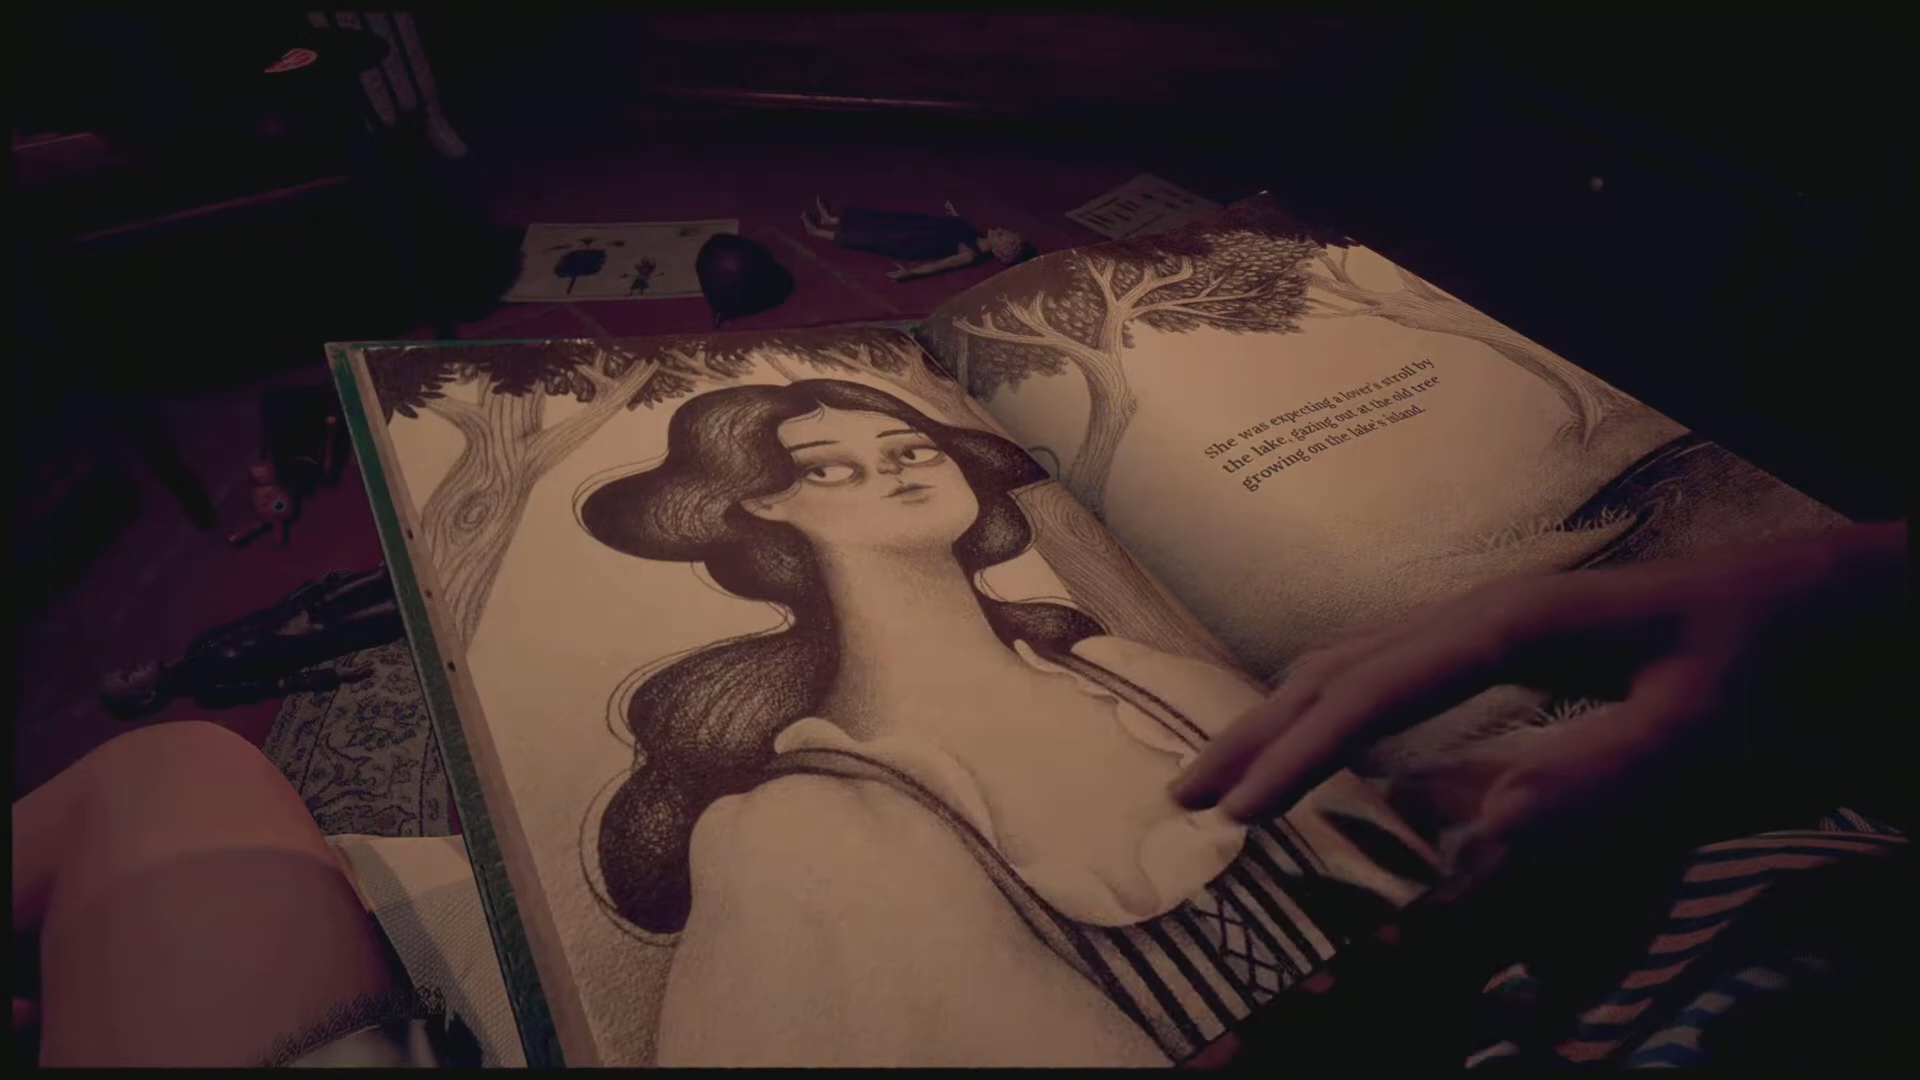 She was expecting a lover's stroll by
the lake, gazing out at the old tree
growing on the lake's island.